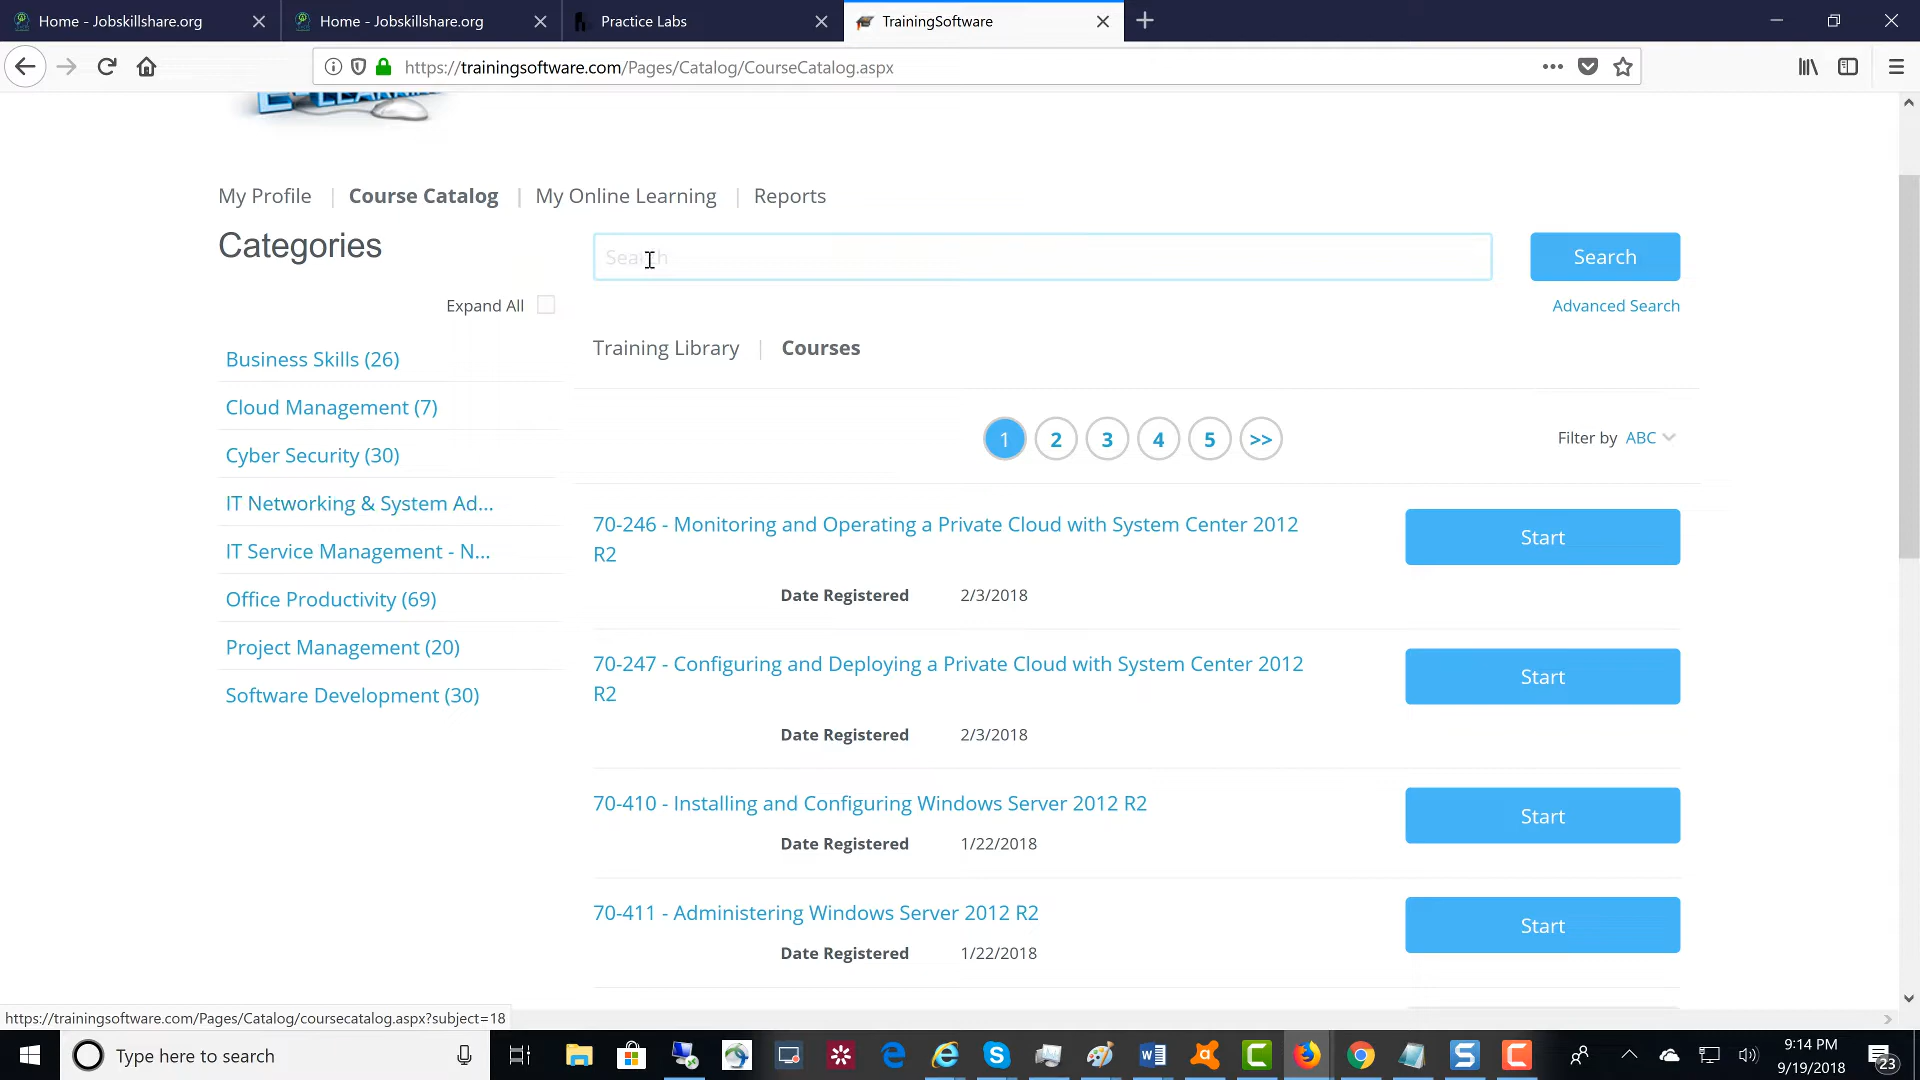 Home - Jobskillshare.org
Home - Jobskillshare.org
Practice Labs
TrainingSoftware
https://trainingsoftware.com/Pages/Catalog/CourseCatalog.aspx
My Profile | Course Catalog | My Online Learning | Reports
Categories
Search
Search
Expand All
Advanced Search
Training Library | Courses
Business Skills (26)
Cloud Management (7)
Cyber Security (30)
IT Networking & System Ad...
IT Service Management - N...
Office Productivity (69)
Project Management (20)
Software Development (30)
1 2 3 4 5 >>
Filter by ABC
70-246 - Monitoring and Operating a Private Cloud with System Center 2012
R2
Start
Date Registered 2/3/2018
70-247 - Configuring and Deploying a Private Cloud with System Center 2012
R2
Start
Date Registered 2/3/2018
70-410 - Installing and Configuring Windows Server 2012 R2
Start
Date Registered 1/22/2018
70-411 - Administering Windows Server 2012 R2
Start
Date Registered 1/22/2018
https://trainingsoftware.com/Pages/Catalog/coursecatalog.aspx?subject=18
Type here to search
9:14 PM
9/19/2018
23